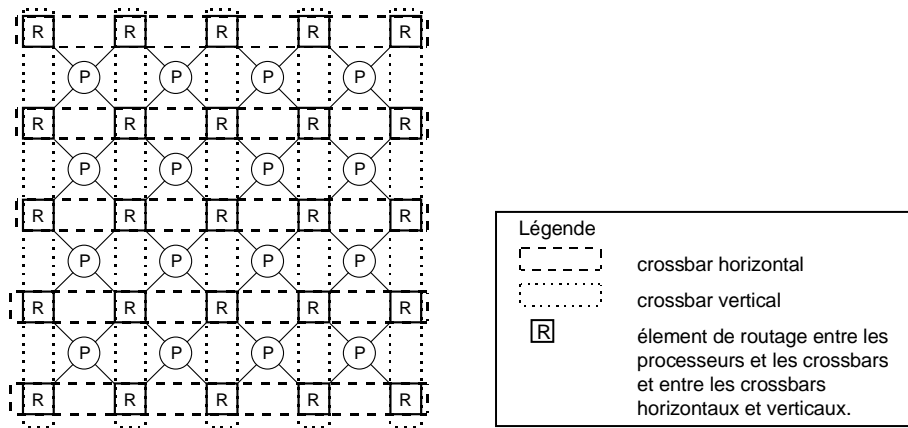 R R R R R
P P P P
R R R R R
P P P P
R R R R R
P P P P
R R R R R
P P P P
R R R R R
Légende
crossbar horizontal
crossbar vertical
R élement de routage entre les
processeurs et les crossbars
et entre les crossbars
horizontaux et verticaux.